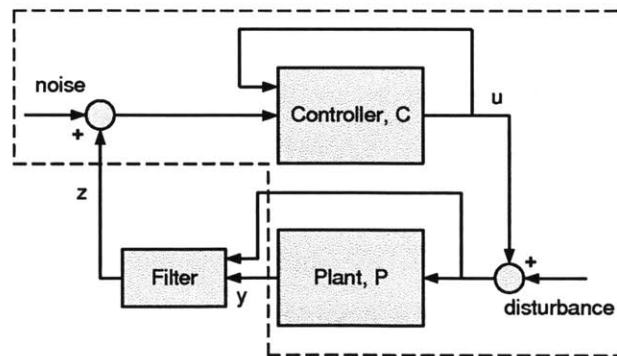 noise
+
Controller, C
u
z
Filter
y
Plant, P
+
disturbance